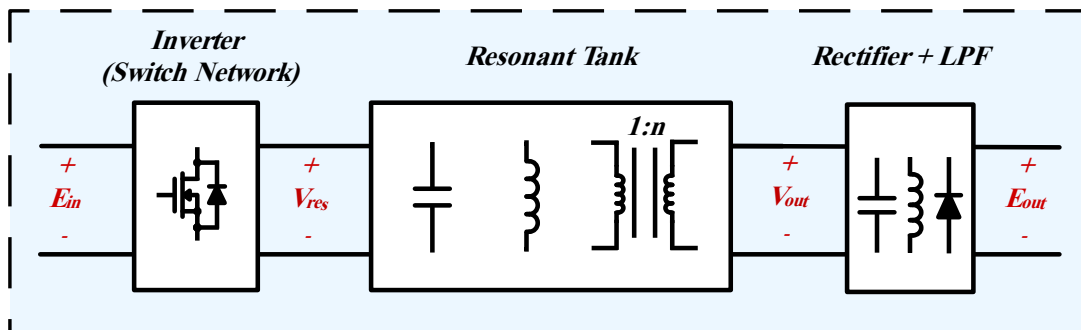 Inverter
(Switch Network)
Resonant Tank
Rectifier + LPF
1:n
+
Ein
-
+
Vres
-
+
Vout
-
+
Eout
-